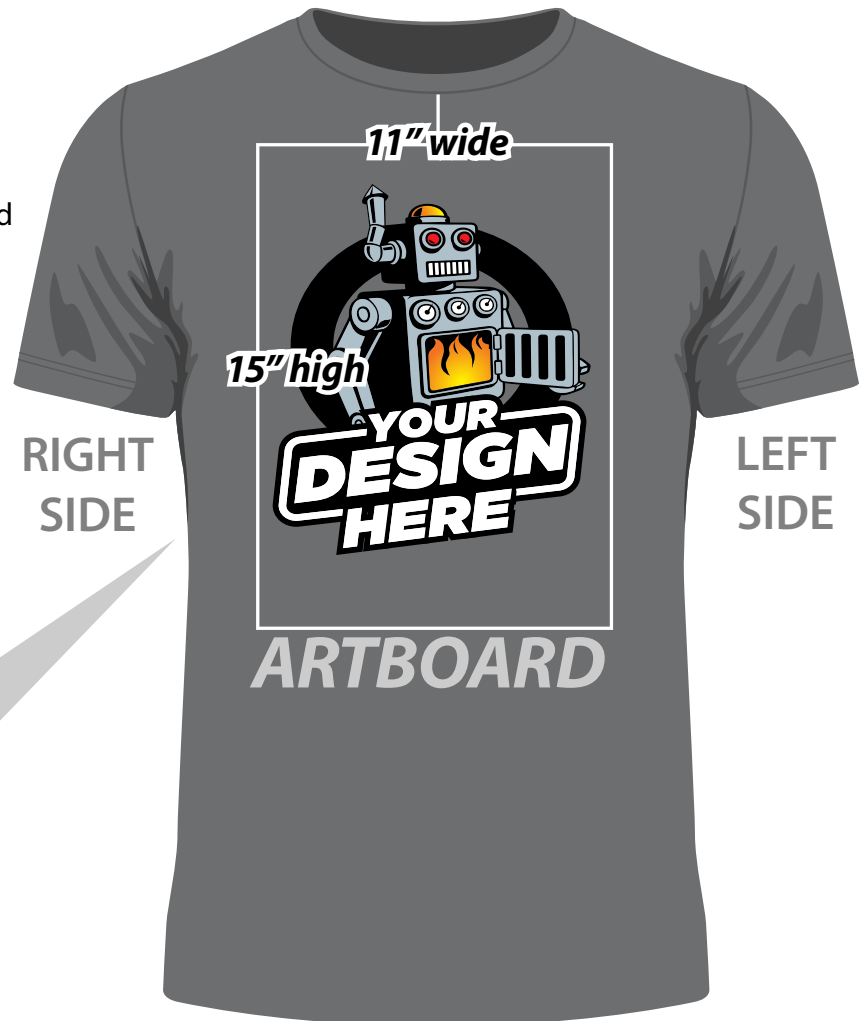 11" wide
15" high
YOUR
DESIGN
HERE
ARTBOARD
RIGHT
SIDE
LEFT
SIDE